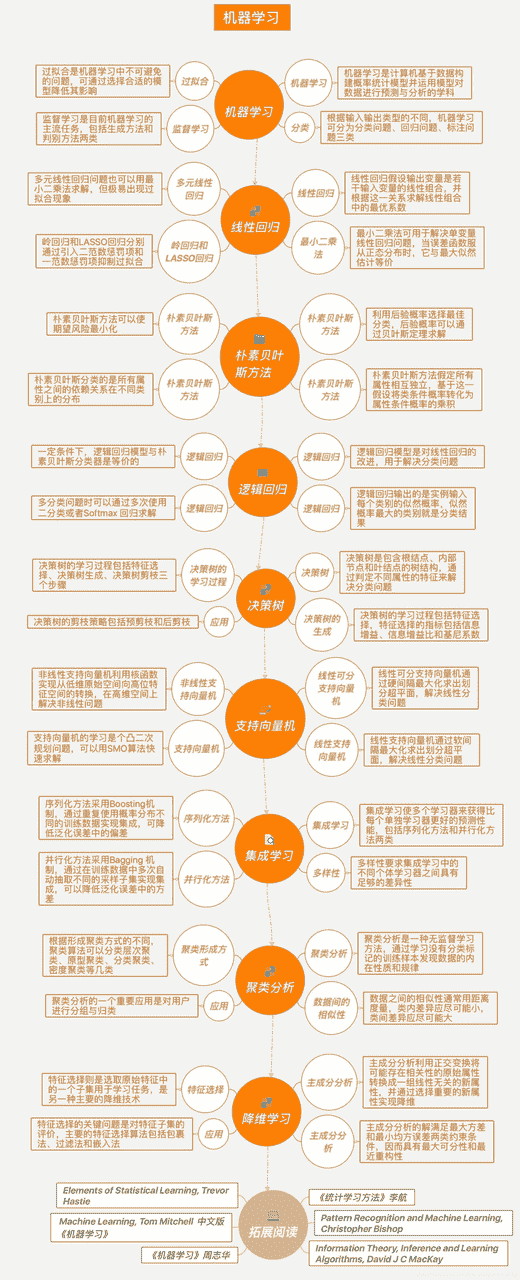 机器学习
过拟合是机器学习中不可避免
的问题，可通过选择合适的模
型降低其影响
过拟合
监督学习是目前机器学习的
主流任务，包括生成方法和
判别方法两类
监督学习
机器学习
机器学习
机器学习是计算机基于数据构
建概率统计模型并运用模型对
数据进行预测与分析的学科
分类
根据输入输出类型的不同，机器学习
可分为分类问题、回归问题、标注问
题三类
多元线性回归问题也可以用最
小二乘法求解，但极易出现过
拟合现象
多元线性
回归
岭回归和LASSO回归分别
通过引入二范数惩罚项和
一范数惩罚项抑制过拟合
岭回归和
LASSO回归
线性回归
线性回归
线性回归假设输出变量是若
干输入变量的线性组合，并
根据这一关系求解线性组合
中的最优系数
最小二乘
法
最小二乘法可用于解决单变量
线性回归问题，当误差函数服
从正态分布时，它与最大似然
估计等价
朴素贝叶斯方法可以使
期望风险最小化
朴素贝叶斯
方法
朴素贝叶斯分类的是所有属
性之间的依赖关系在不同类
别上的分布
朴素贝叶斯
方法
朴素贝叶
斯方法
朴素贝叶斯
方法
利用后验概率选择最佳
分类，后验概率可以通
过贝叶斯定理求解
朴素贝叶斯
方法
朴素贝叶斯方法假定所有
属性相互独立，基于这一
假设将类条件概率转化为
属性条件概率的乘积
一定条件下，逻辑回归模型与朴
素贝叶斯分类器是等价的
逻辑回归
多分类问题时可以通过多次使用
二分类或者Softmax 回归求解
逻辑回归
逻辑回归
逻辑回归
逻辑回归模型是对线性回归的
改进，用于解决分类问题
逻辑回归
逻辑回归输出的是实例输入
每个类别的似然概率，似然
概率最大的类别就是分类结
果
决策树的学习过程包括特征选
择、决策树生成、决策树剪枝三
个步骤
决策树的
学习过程
决策树的剪枝策略包括预剪枝和后剪枝
应用
决策树
决策树
决策树是包含根结点、内部
节点和叶结点的树结构，通
过判定不同属性的特征来解
决分类问题
决策树的
生成
决策树的学习过程包括特征选
择，特征选择的指标包括信息
增益、信息增益比和基尼系数
非线性支持向量机利用核函数
实现从低维原始空间向高位特
征空间的转换，在高维空间上
解决非线性问题
非线性支
持向量机
支持向量机的学习是个凸二次
规划问题，可以用SMO算法快
速求解
支持向量机
支持向量机
线性可分
支持向量
机
线性可分支持向量机通
过硬间隔最大化求出划
分超平面，解决线性分
类问题
线性支持
向量机
线性支持向量机通过软间
隔最大化求出划分超平
面，解决线性分类问题
序列化方法采用Boosting机
制，通过重复使用概率分布不
同的训练数据实现集成，可降
低泛化误差中的偏差
序列化方法
并行化方法采用Bagging 机
制，通过在训练数据中多次自
动抽取不同的采样子集实现集
成，可以降低泛化误差中的方
差
并行化方法
集成学习
集成学习
集成学习使多个学习器来获得比
每个单独学习器更好的预测性
能，包括序列化方法和并行化方
法两类
多样性
多样性要求集成学习中的
不同个体学习器之间具有
足够的差异性
根据形成聚类方式的不同，
聚类算法可以分类层次聚
类、原型聚类、分类聚类、
密度聚类等几类
聚类形成方
式
聚类分析的一个重要应用是对用户
进行分组与归类
应用
聚类分析
聚类分析
聚类分析是一种无监督学习
方法，通过学习没有分类标
记的训练样本发现数据的内
在性质和规律
数据间的
相似性
数据之间的相似性通常用距离
度量，类内差异应尽可能小，
类间差异应尽可能大
特征选择则是选取原始特征中
的一个子集用于学习任务，是
另一种主要的降维技术
特征选择
特征选择的关键问题是对特征子集的
评价，主要的特征选择算法包括包裹
法、过滤法和嵌入法
应用
降维学习
主成分分析
主成分分析利用正交变换将
可能存在相关性的原始属性
转换成一组线性无关的新属
性，并通过选择重要的新属
性实现降维
主成分分
析
主成分分析的解满足最大方差
和最小均方误差两类约束条
件，因而具有最大可分性和最
近重构性
Elements of Statistical Learning, Trevor
Hastie
Machine Learning, Tom Mitchell 中文版
《机器学习》
《机器学习》周志华
拓展阅读
《统计学习方法》李航
Pattern Recognition and Machine Learning,
Christopher Bishop
Information Theory, Inference and Learning
Algorithms, David J C MacKay